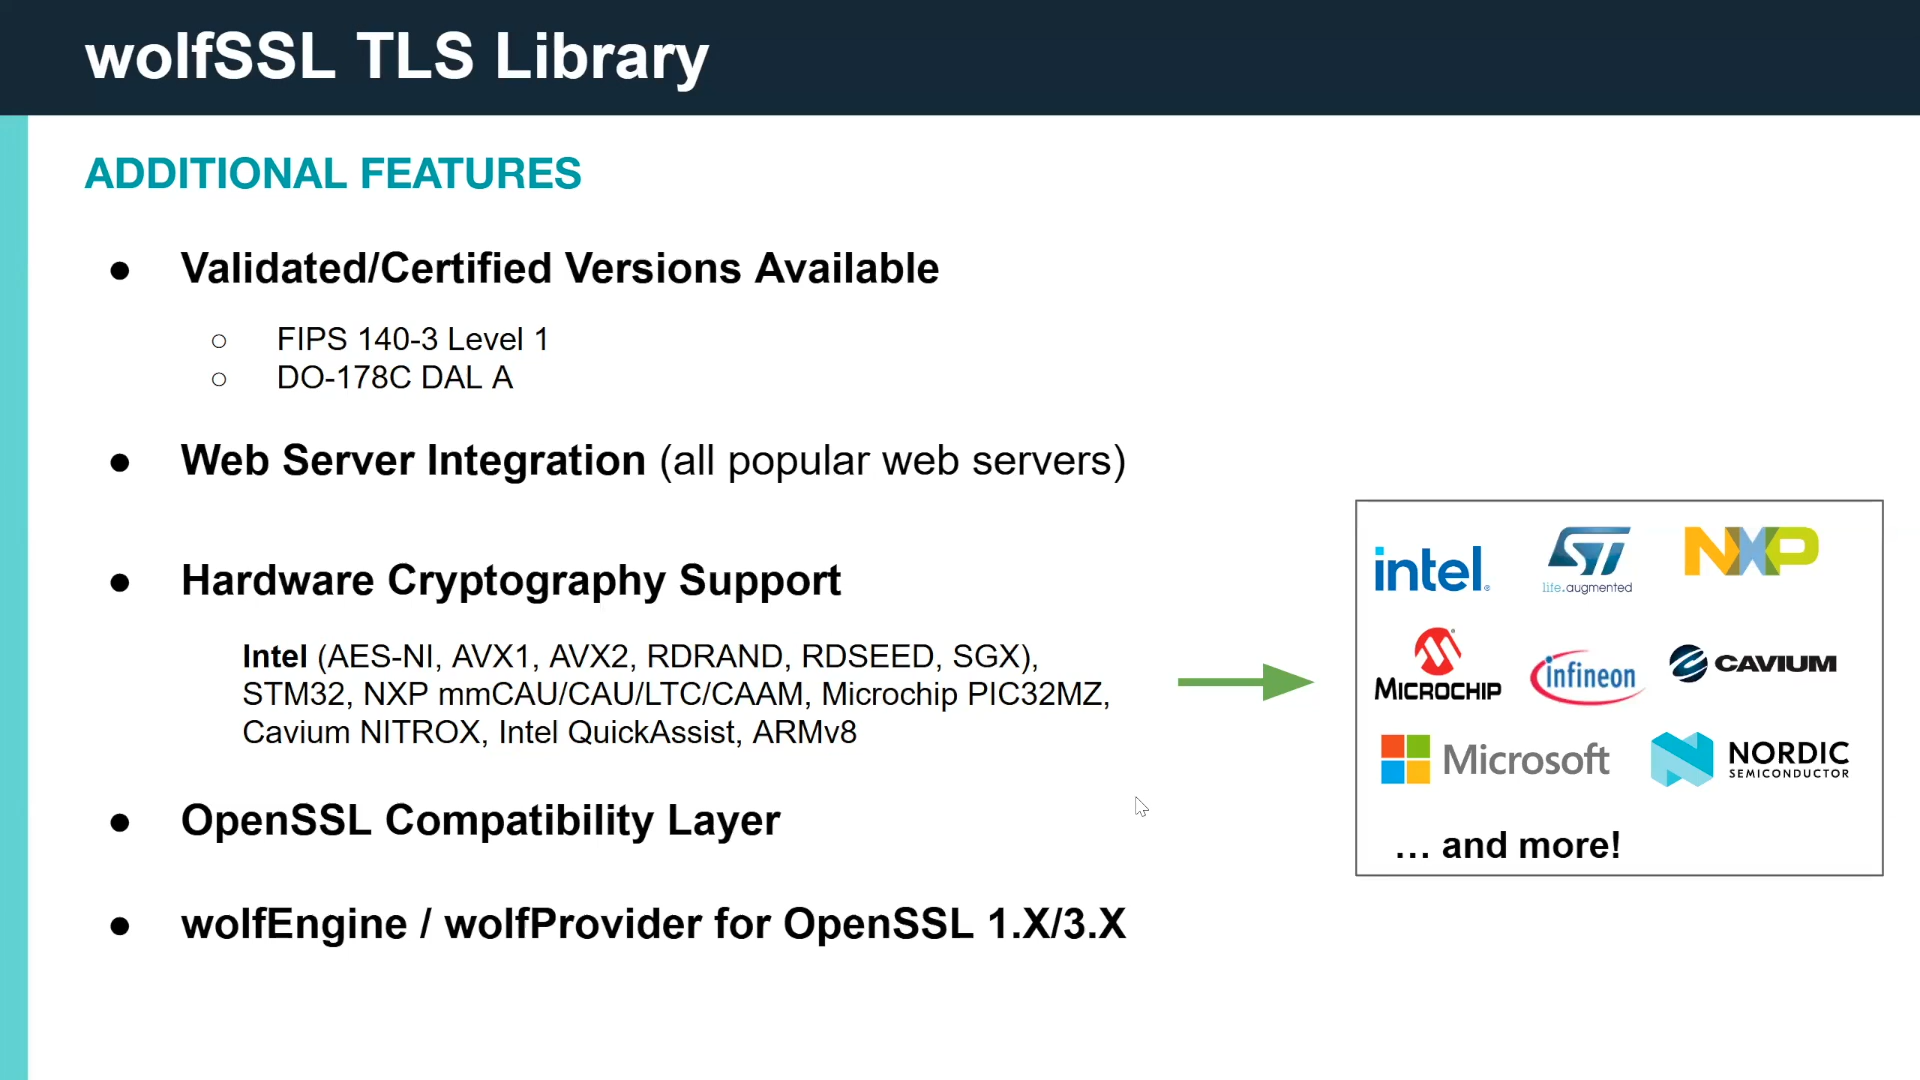 wolfSSL TLS Library
ADDITIONAL FEATURES
● Validated/Certified Versions Available
○ FIPS 140-3 Level 1
○ DO-178C DAL A
● Web Server Integration (all popular web servers)
● Hardware Cryptography Support
Intel (AES-NI, AVX1, AVX2, RDRAND, RDSEED, SGX),
STM32, NXP mmCAU/CAU/LTC/CAAM, Microchip PIC32MZ,
Cavium NITROX, Intel QuickAssist, ARMv8
● OpenSSL Compatibility Layer
● wolfEngine / wolfProvider for OpenSSL 1.X/3.X
intel®
ST
life.augmented
NXP
MICROCHIP
infineon
CAVIUM
Microsoft
NORDIC
SEMICONDUCTOR
… and more!